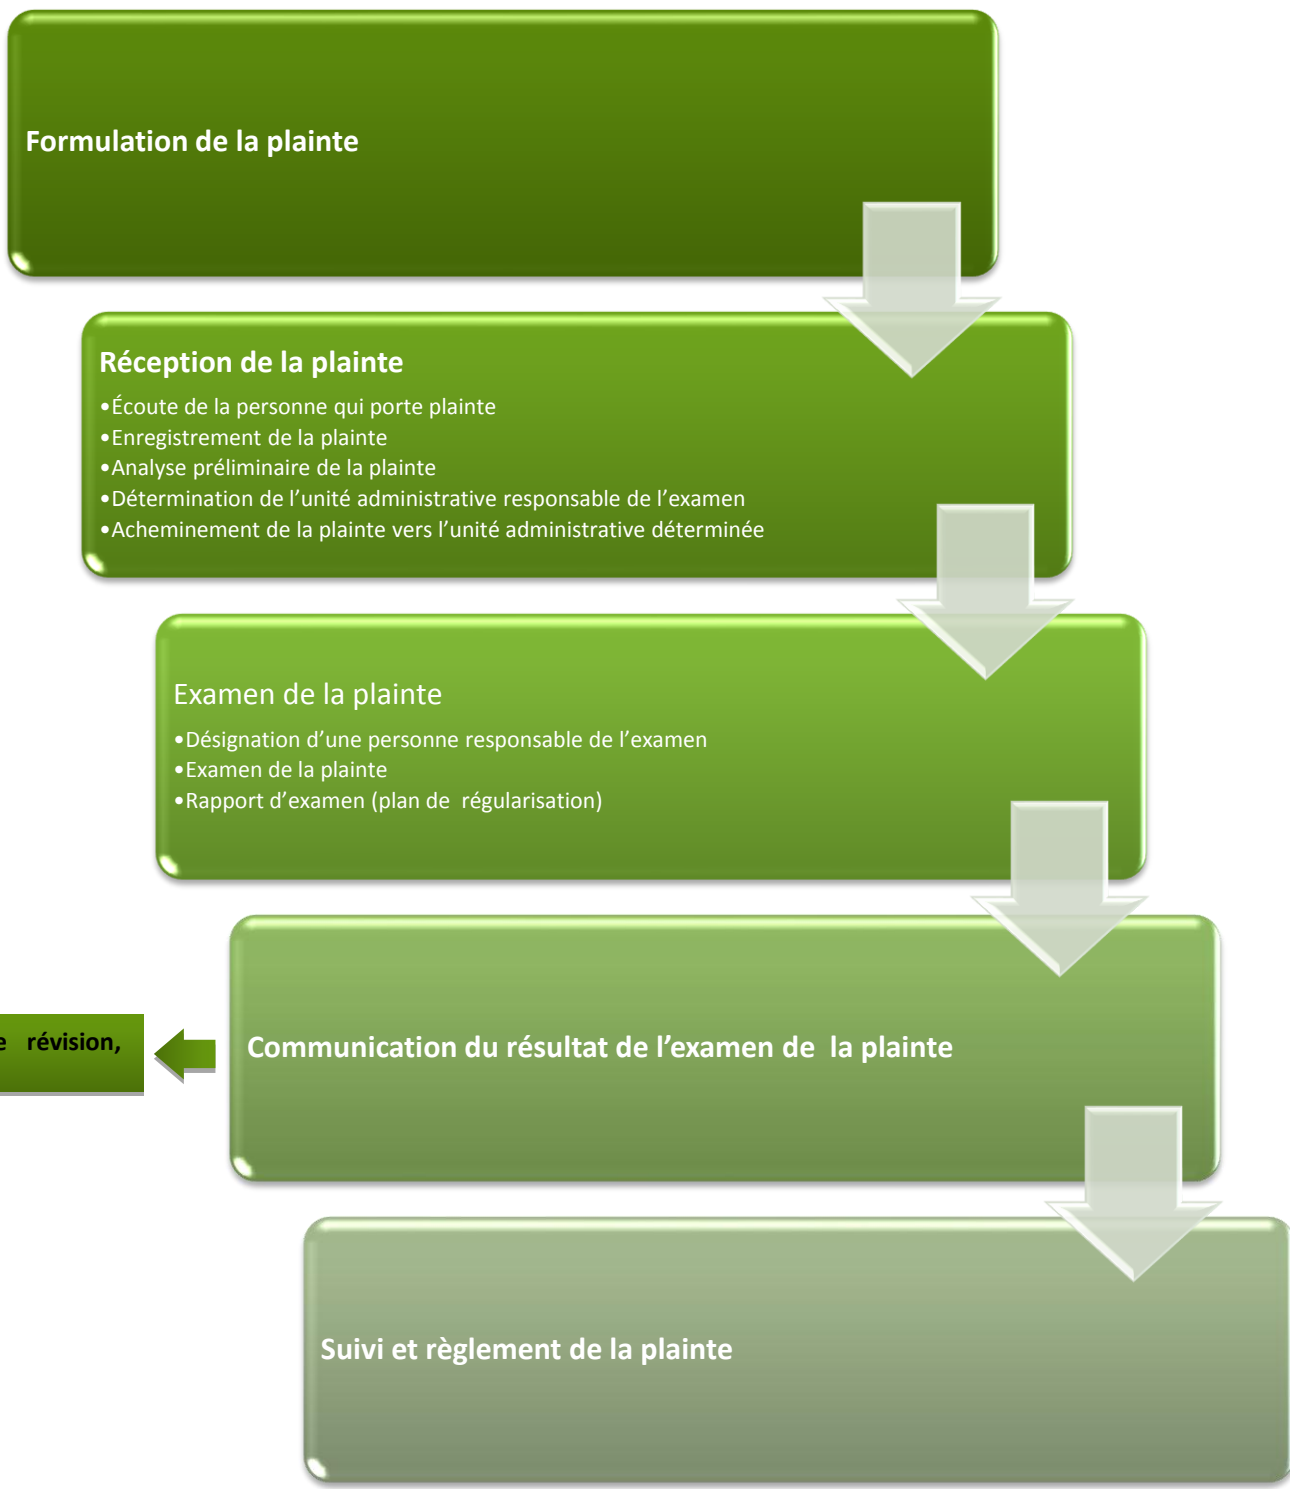 Formulation de la plainte
Réception de la plainte
•Écoute de la personne qui porte plainte
•Enregistrement de la plainte
•Analyse préliminaire de la plainte
•Détermination de l’unité administrative responsable de l’examen
•Acheminement de la plainte vers l’unité administrative déterminée
Examen de la plainte
•Désignation d’une personne responsable de l’examen
•Examen de la plainte
•Rapport d’examen (plan de  régularisation)
e révision,
Communication du résultat de l’examen de  la plainte
Suivi et règlement de la plainte